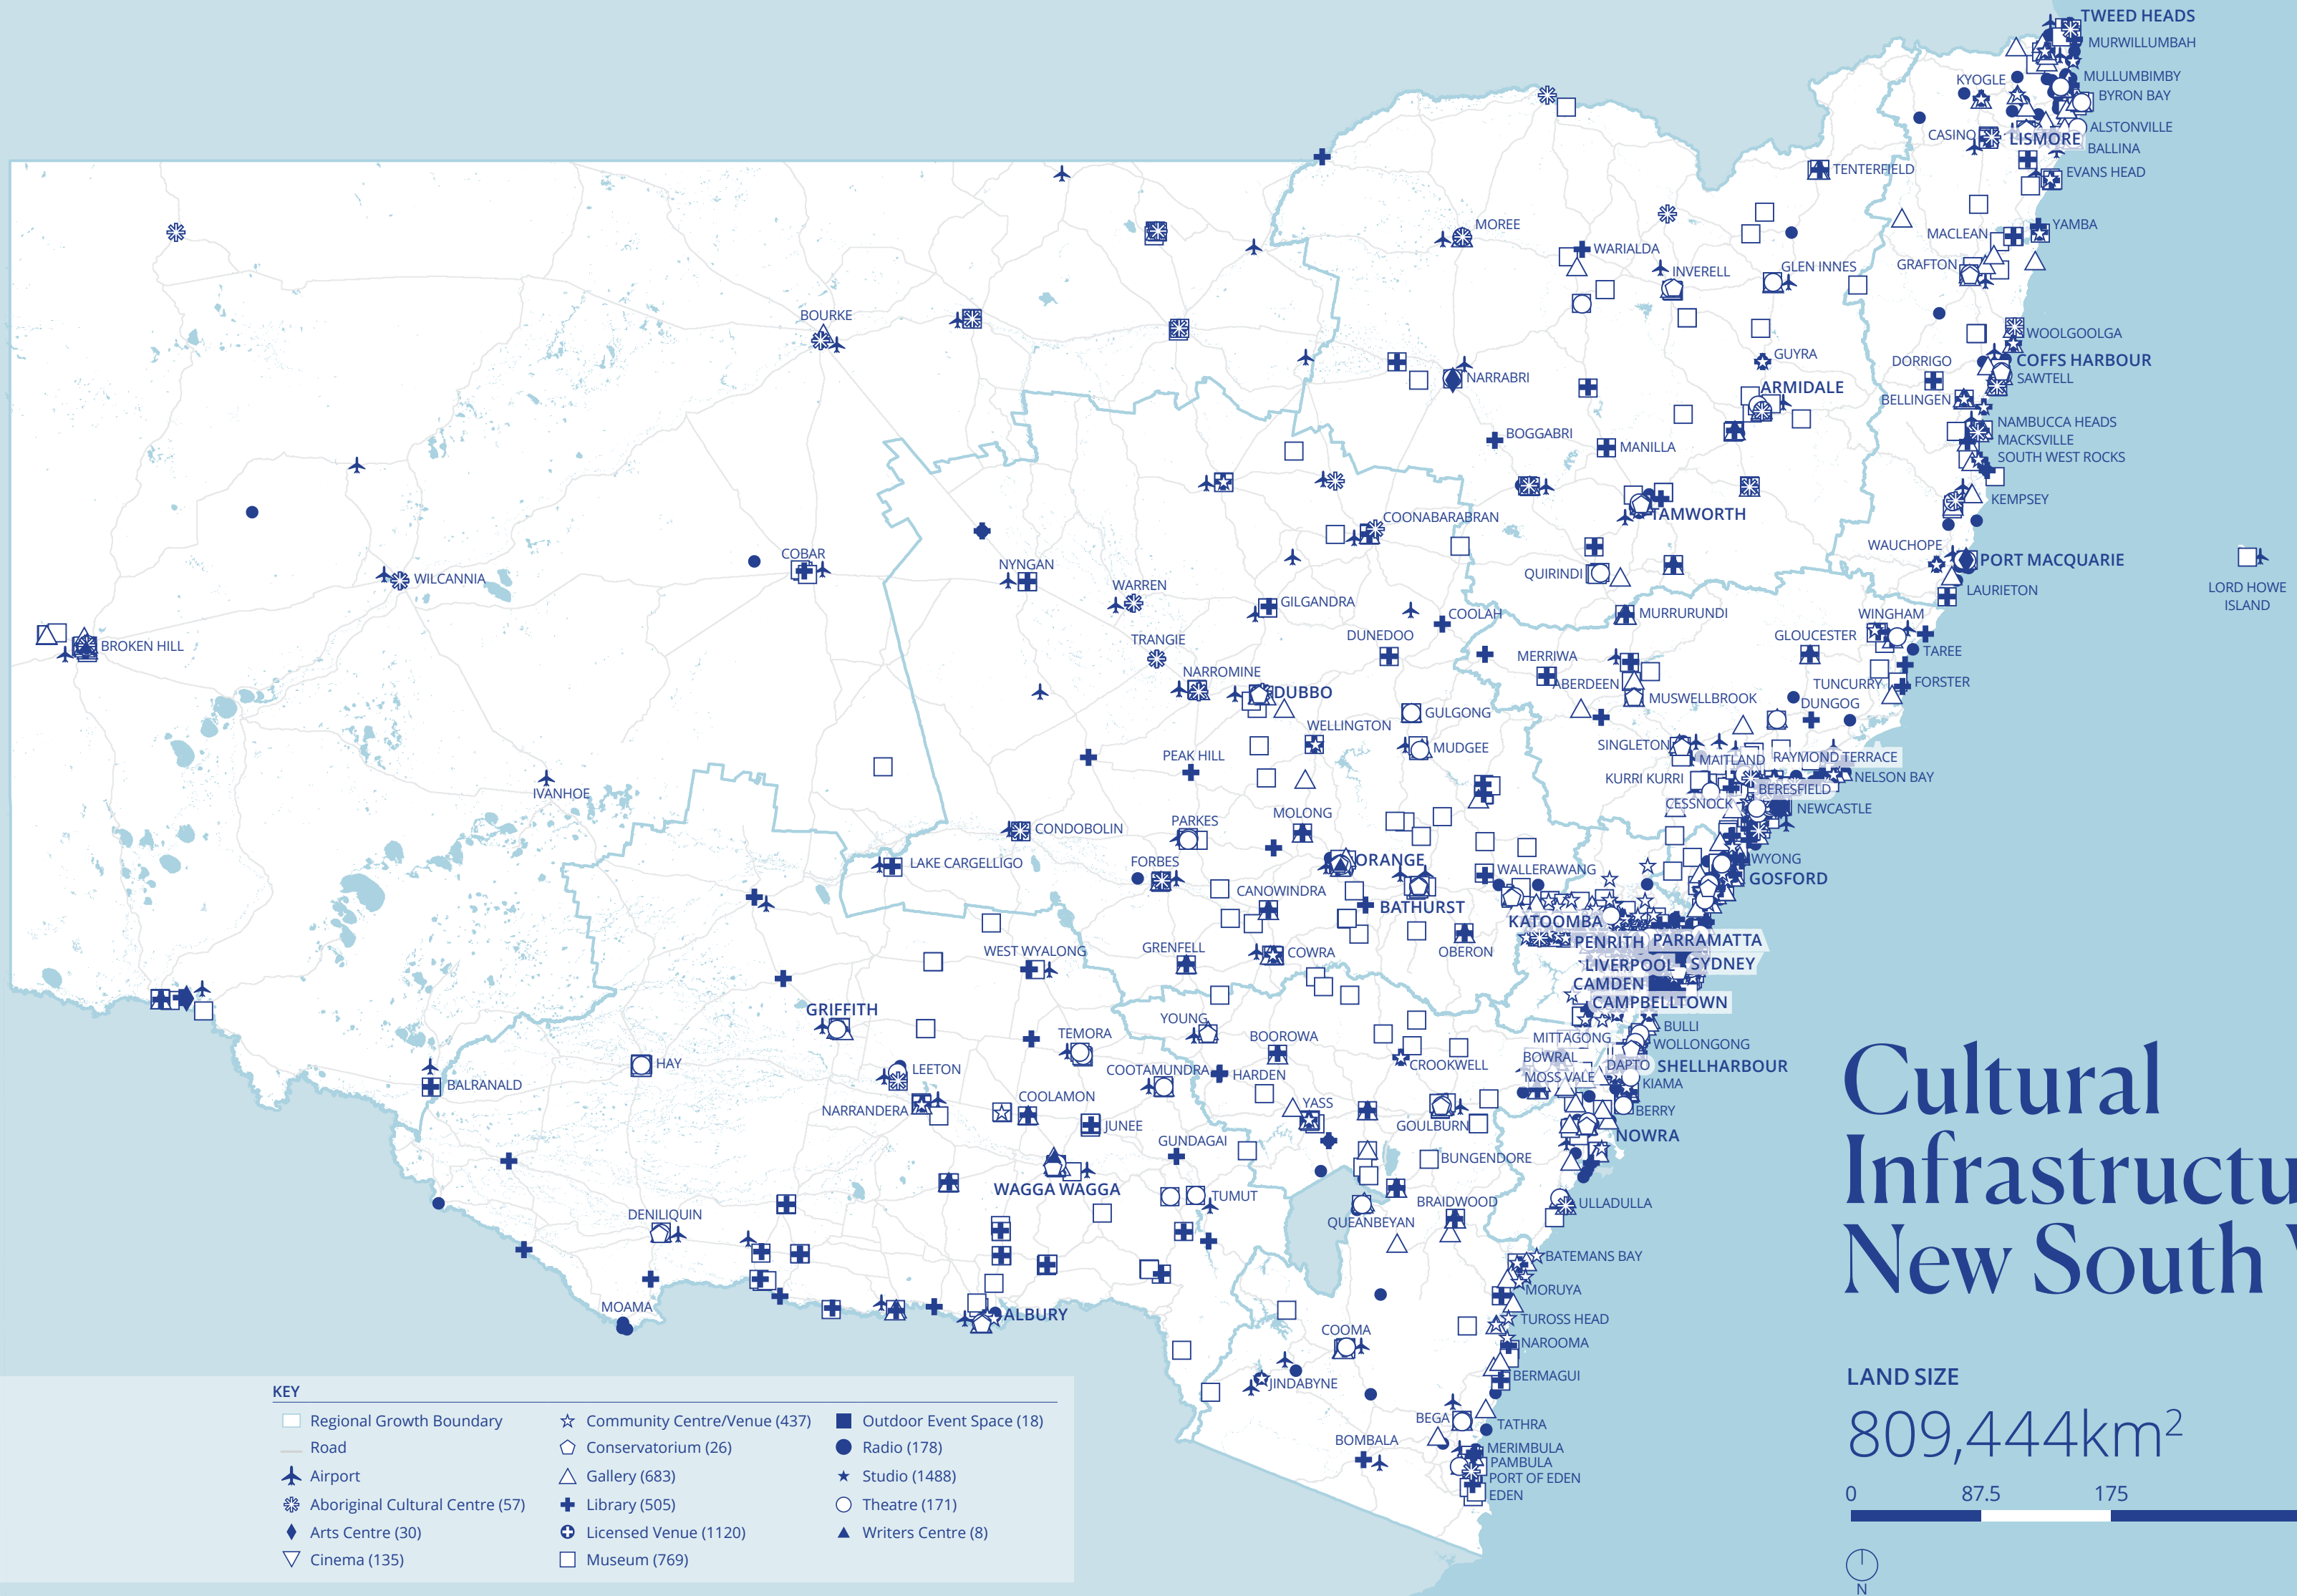 TWEED HEADS
MURWILLUMBAH
KYOGLE
MULLUMBIMBY
BYRON BAY
CASINO
ALSTONVILLE
LISMORE
BALLINA
TENTERFIELD
EVANS HEAD
MOREE
YAMBA
MACLEAN
WARIALDA
INVERELL
GLEN INNES
GRAFTON
BOURKE
WOOLGOOLGA
GUYRA
DORRIGO
COFFS HARBOUR
NARRABRI
SAWTELL
ARMIDALE
BELLINGEN
NAMBUCCA HEADS
BOGGABRI
MACKSVILLE
MANILLA
SOUTH WEST ROCKS
KEMPSEY
COONABARABRAN
TAMWORTH
WAUCHOPE
COBAR
PORT MACQUARIE
NYNGAN
QUIRINDI
WILCANNIA
WARREN
LAURIETON
LORD HOWE
ISLAND
GILGANDRA
COOLAH
MURRURUNDI
WINGHAM
TRANGIE
DUNEDOO
GLOUCESTER
BROKEN HILL
TAREE
MERRIWA
NARROMINE
ABERDEEN
TUNCURRY
FORSTER
DUBBO
MUSWELLBROOK
DUNGOG
GULGONG
WELLINGTON
MUDGEE
SINGLETON
PEAK HILL
MAITLAND
RAYMOND TERRACE
KURRI KURRI
NELSON BAY
IVANHOE
BERESFIELD
CESSNOCK
NEWCASTLE
MOLONG
CONDOBOLIN
PARKES
LAKE CARGELLIGO
FORBES
ORANGE
WYONG
WALLERAWANG
GOSFORD
CANOWINDRA
BATHURST
KATOOMBA
PENRITH
PARRAMATTA
WEST WYALONG
GRENFELL
COWRA
OBERON
LIVERPOOL
SYDNEY
CAMDEN
CAMPBELLTOWN
GRIFFITH
YOUNG
TEMORA
BOOROWA
MITTAGONG
BULLI
WOLLONGONG
BOWRAL
HAY
LEETON
COOTAMUNDRA
HARDEN
CROOKWELL
DAPTO
SHELLHARBOUR
MOSS VALE
KIAMA
BALRANALD
COOLAMON
NARRANDERA
YASS
BERRY
JUNEE
GOULBURN
NOWRA
GUNDAGAI
BUNGENDORE
WAGGA WAGGA
TUMUT
BRAIDWOOD
ULLADULLA
DENILIQUIN
QUEANBEYAN
BATEMANS BAY
MORUYA
MOAMA
ALBURY
TUROSS HEAD
COOMA
NAROOMA
JINDABYNE
BERMAGUI
BEGA
TATHRA
BOMBALA
MERIMBULA
PAMBULA
PORT OF EDEN
EDEN
Cultural
Infrastructu
New South
LAND SIZE
809,444km²
0 87.5 175
N
KEY
Regional Growth Boundary
Road
Airport
Aboriginal Cultural Centre (57)
Arts Centre (30)
Cinema (135)
Community Centre/Venue (437)
Conservatorium (26)
Gallery (683)
Library (505)
Licensed Venue (1120)
Museum (769)
Outdoor Event Space (18)
Radio (178)
Studio (1488)
Theatre (171)
Writers Centre (8)